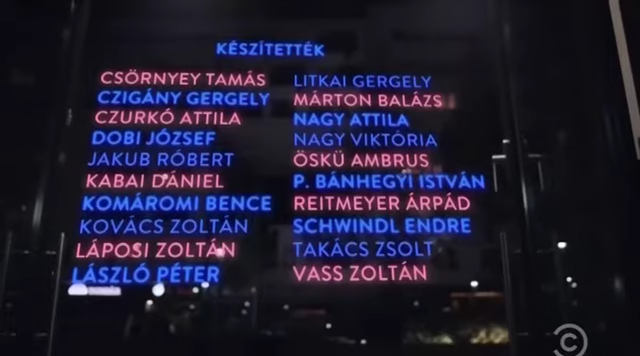 KÉSZÍTETTÉK
CSÖRNYEY TAMÁS
CZIGÁNY GERGELY
CZURKÓ ATTILA
DOBI JÓZSEF
JAKUB RÓBERT
KABAI DÁNIEL
KOMÁROMI BENCE
KOVÁCS ZOLTÁN
LÁPOSI ZOLTÁN
LÁSZLÓ PÉTER
LITKAI GERGELY
MÁRTON BALÁZS
NAGY ATTILA
NAGY VIKTÓRIA
ÖSKÜ AMBRUS
P. BÁNHEGYI ISTVÁN
REITMEYER ÁRPÁD
SCHWINDL ENDRE
TAKÁCS ZSOLT
VASS ZOLTÁN